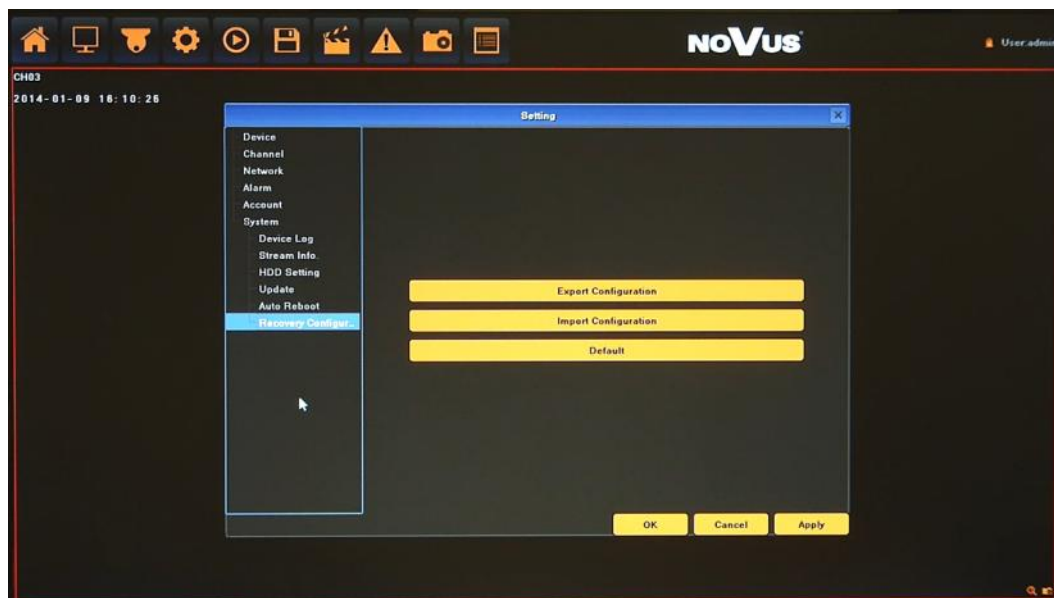 NOVUS
User:admin
CH03
2014-01-09 16:10:26
Setting
Device
Channel
Network
Alarm
Account
System
Device Log
Stream Info.
HDD Setting
Update
Auto Reboot
Recovery Configur..
Export Configuration
Import Configuration
Default
OK
Cancel
Apply